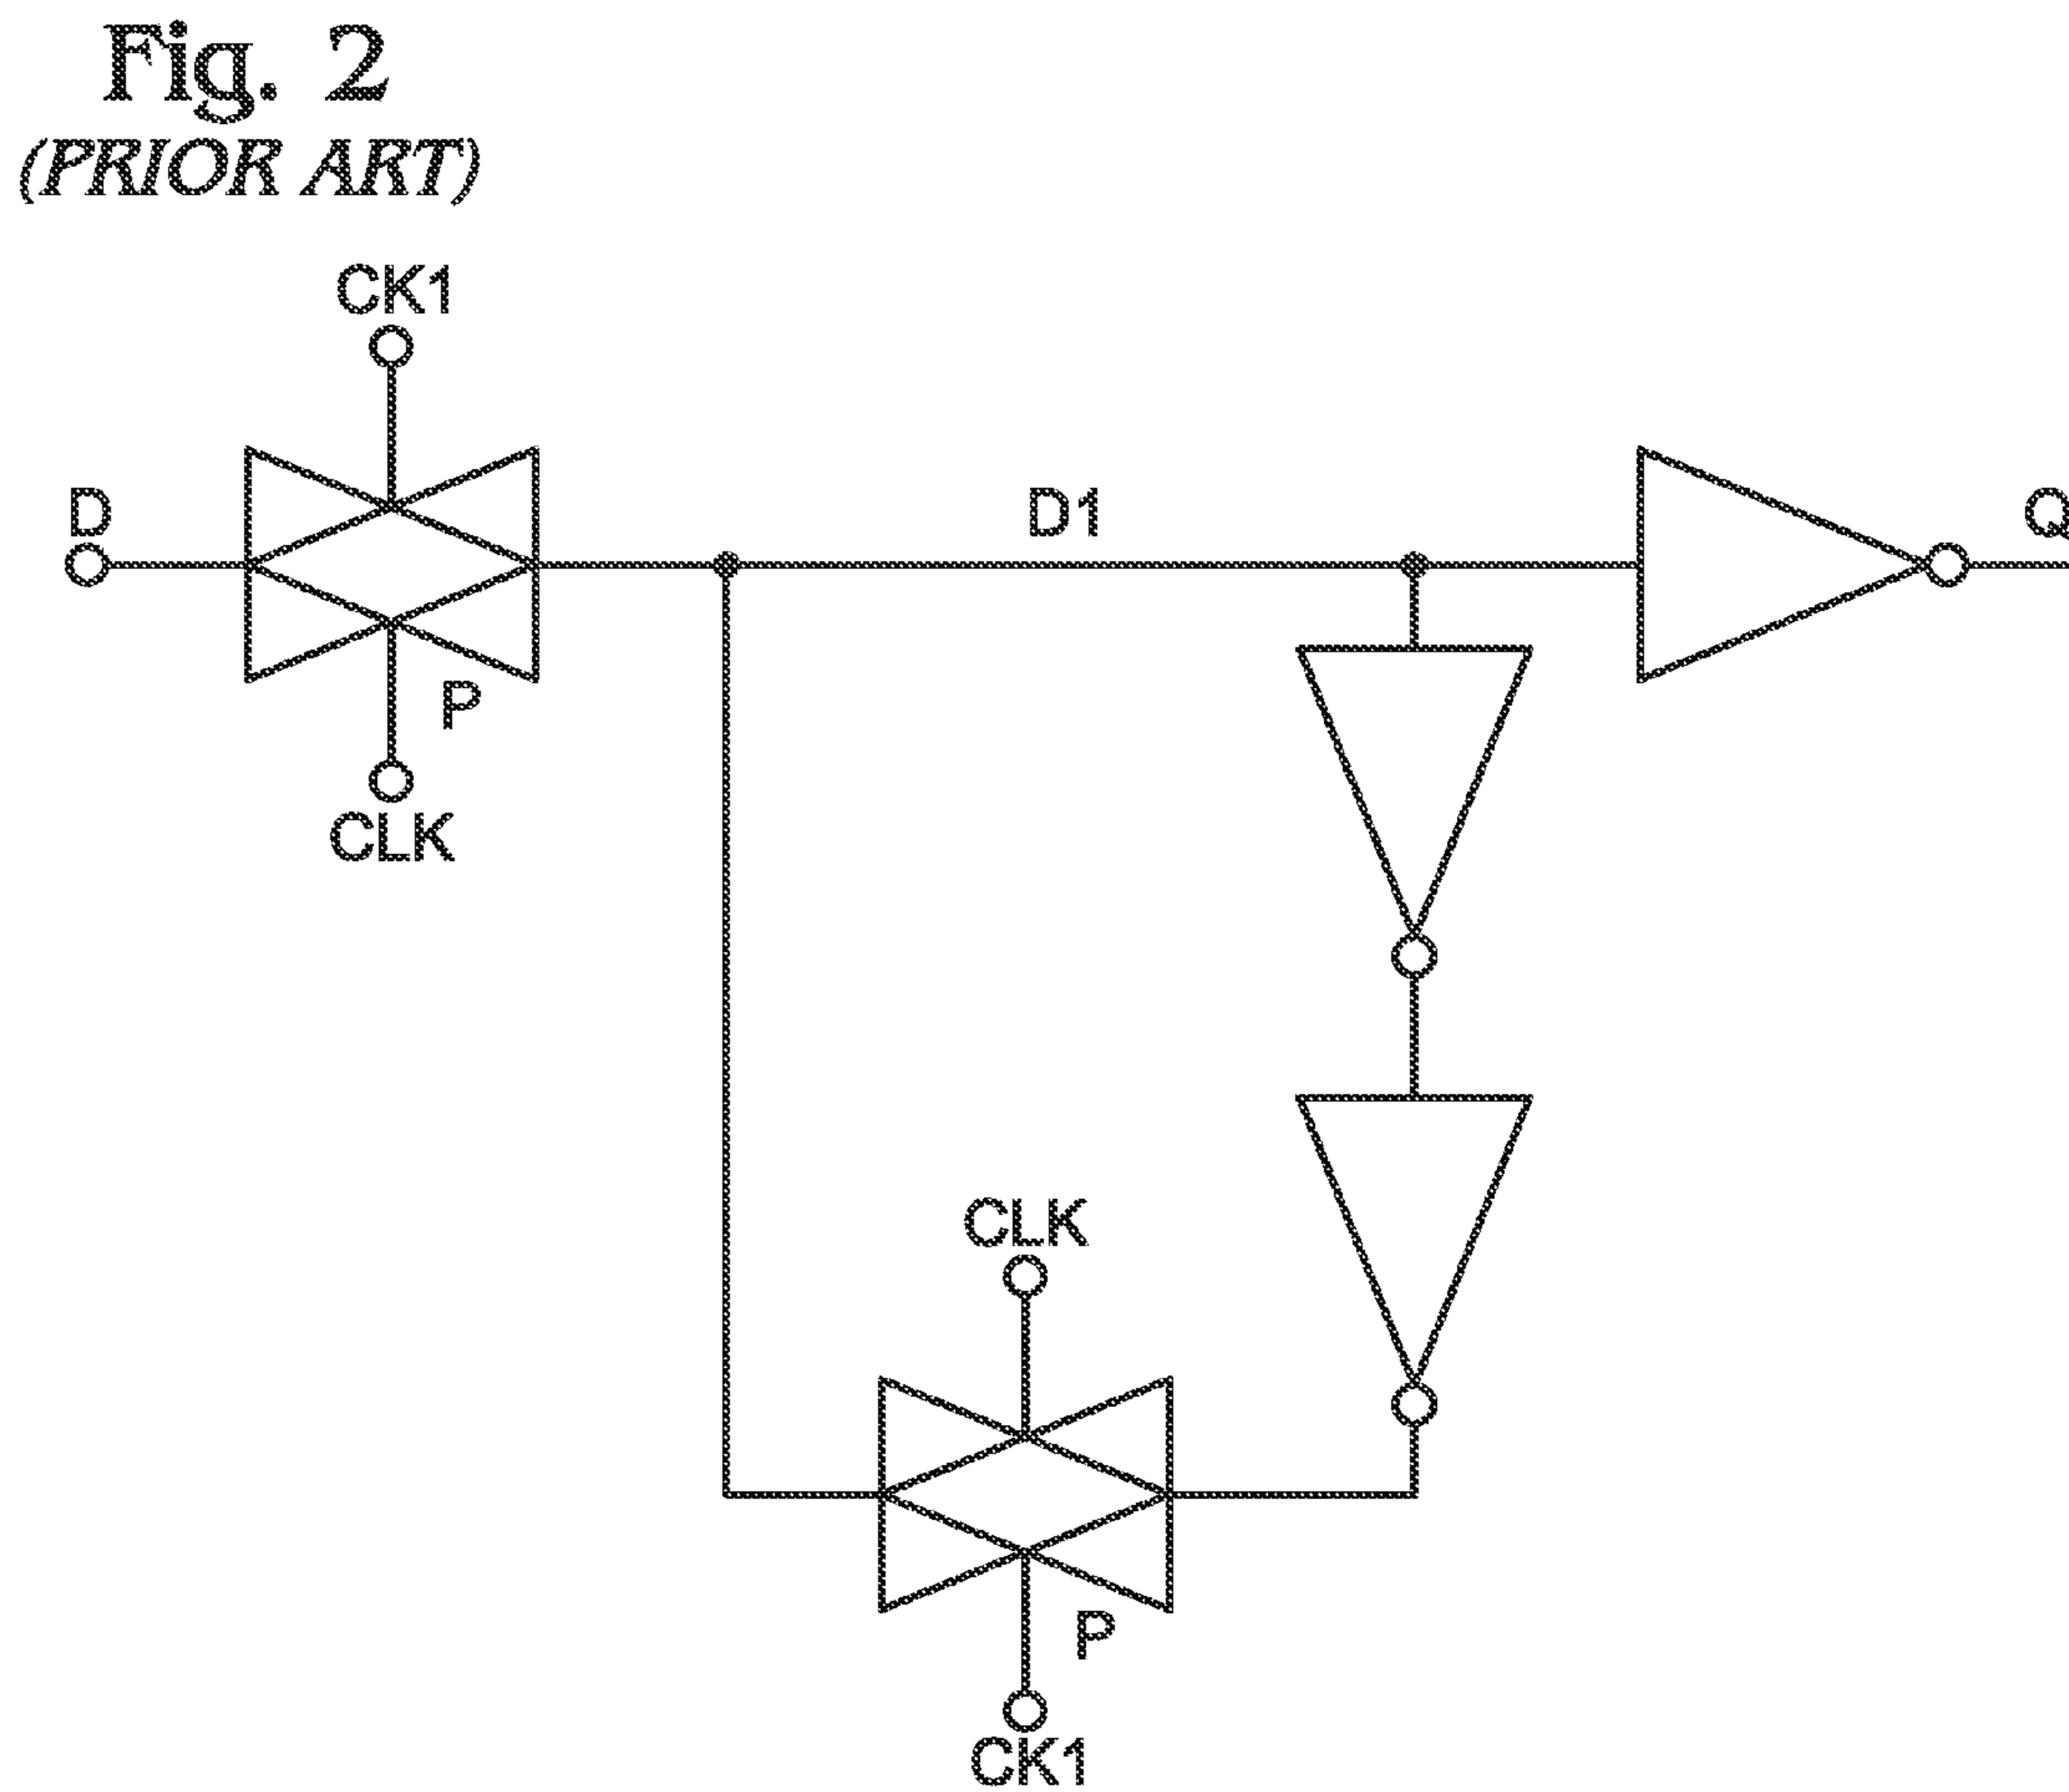 Fig. 2
(PRIOR ART)
CK1
D
D1
Q
P
CLK
CLK
P
CK1